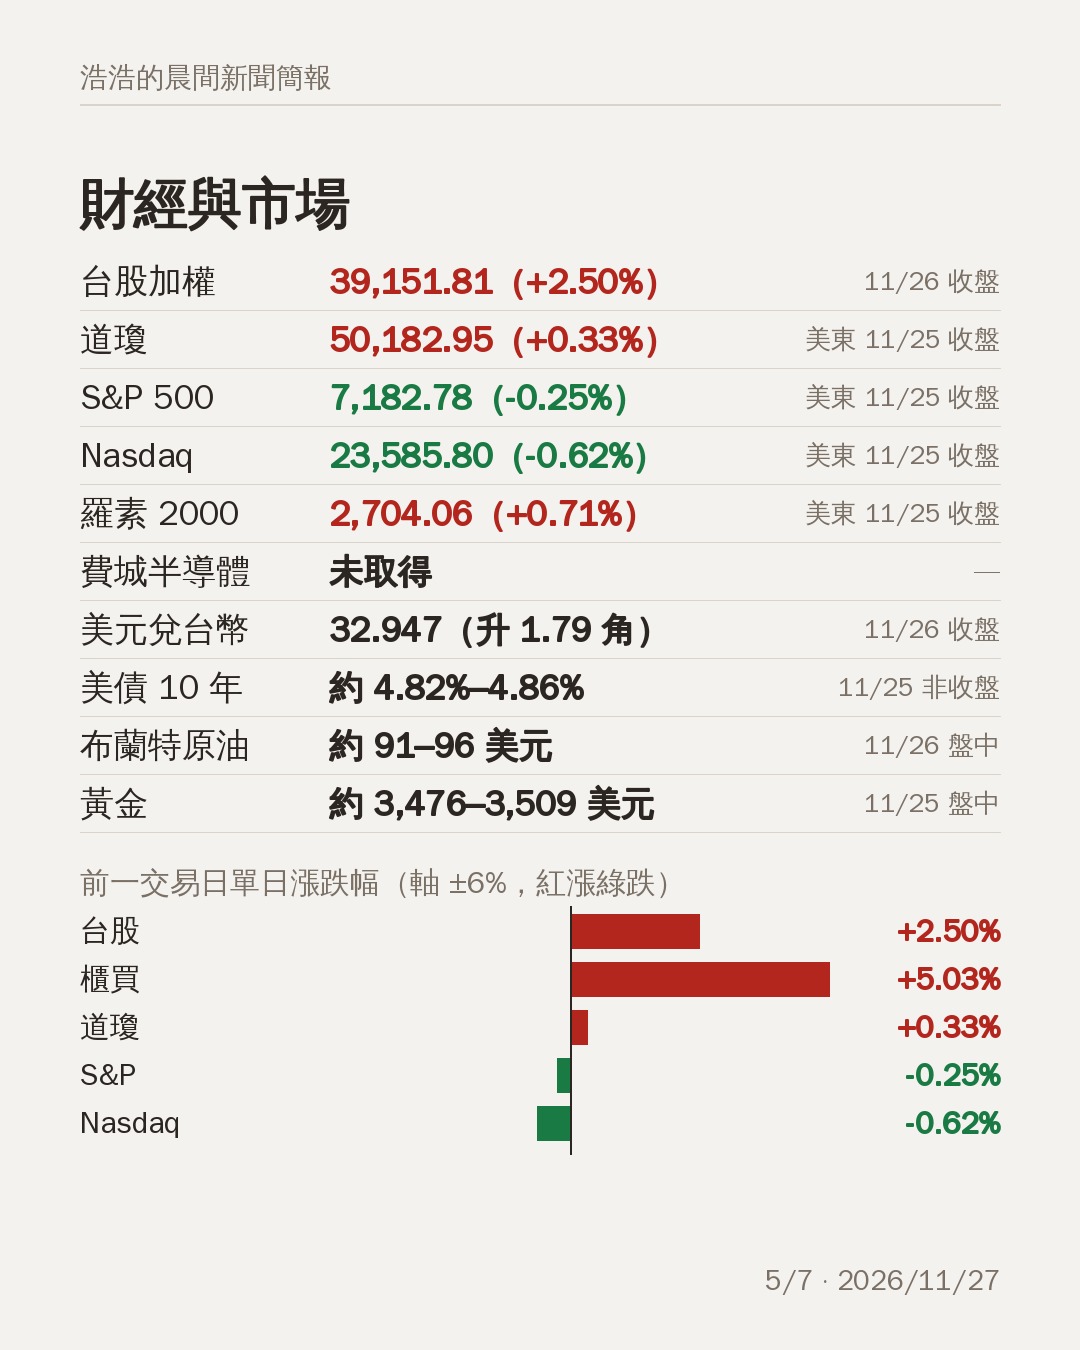 浩浩的晨間新聞簡報
財經與市場
台股加權 39,151.81（+2.50%） 11/26 收盤
道瓊 50,182.95（+0.33%） 美東 11/25 收盤
S&P 500 7,182.78（-0.25%） 美東 11/25 收盤
Nasdaq 23,585.80（-0.62%） 美東 11/25 收盤
羅素 2000 2,704.06（+0.71%） 美東 11/25 收盤
費城半導體 未取得 —
美元兌台幣 32.947（升 1.79 角） 11/26 收盤
美債 10 年 約 4.82%–4.86% 11/25 非收盤
布蘭特原油 約 91–96 美元 11/26 盤中
黃金 約 3,476–3,509 美元 11/25 盤中
前一交易日單日漲跌幅（軸 ±6%，紅漲綠跌）
台股 +2.50%
櫃買 +5.03%
道瓊 +0.33%
S&P -0.25%
Nasdaq -0.62%
5/7 · 2026/11/27